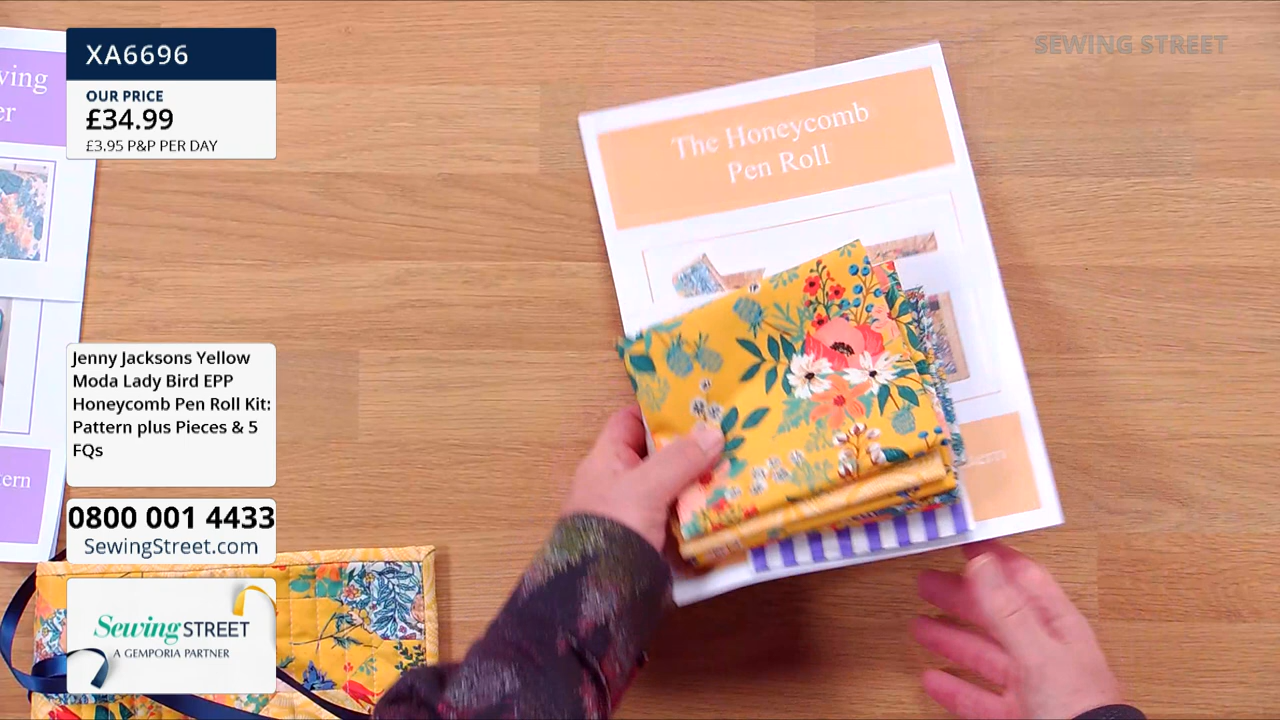 XA6696
OUR PRICE
£34.99
£3.95 P&P PER DAY
Jenny Jacksons Yellow
Moda Lady Bird EPP
Honeycomb Pen Roll Kit:
Pattern plus Pieces & 5
FQs
0800 001 4433
SewingStreet.com
Sewing STREET
A GEMPORIA PARTNER
SEWING STREET
The Honeycomb
Pen Roll